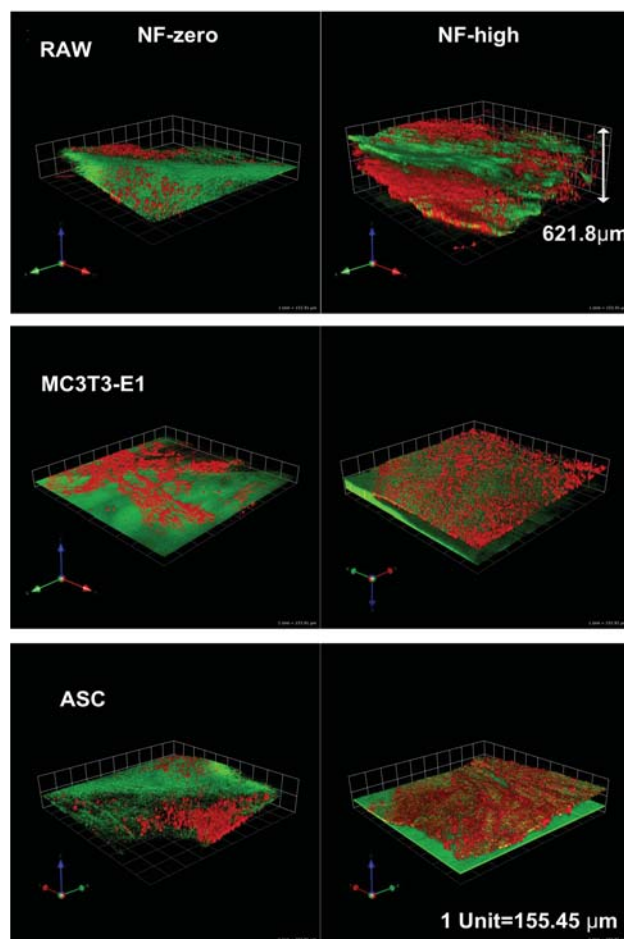 NF-zero NF-high
RAW
621.8μm
MC3T3-E1
ASC
1 Unit=155.45 μm